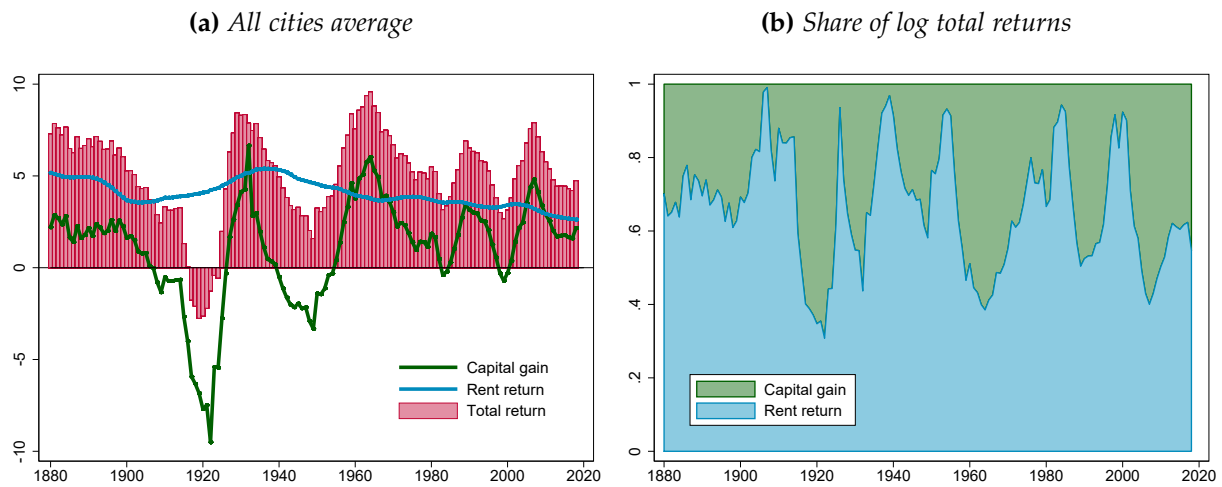 (a) All cities average
10
5
0
-5
-10
1880 1900 1920 1940 1960 1980 2000 2020
Capital gain
Rent return
Total return
(b) Share of log total returns
1
.8
.6
.4
.2
0
1880 1900 1920 1940 1960 1980 2000 2020
Capital gain
Rent return